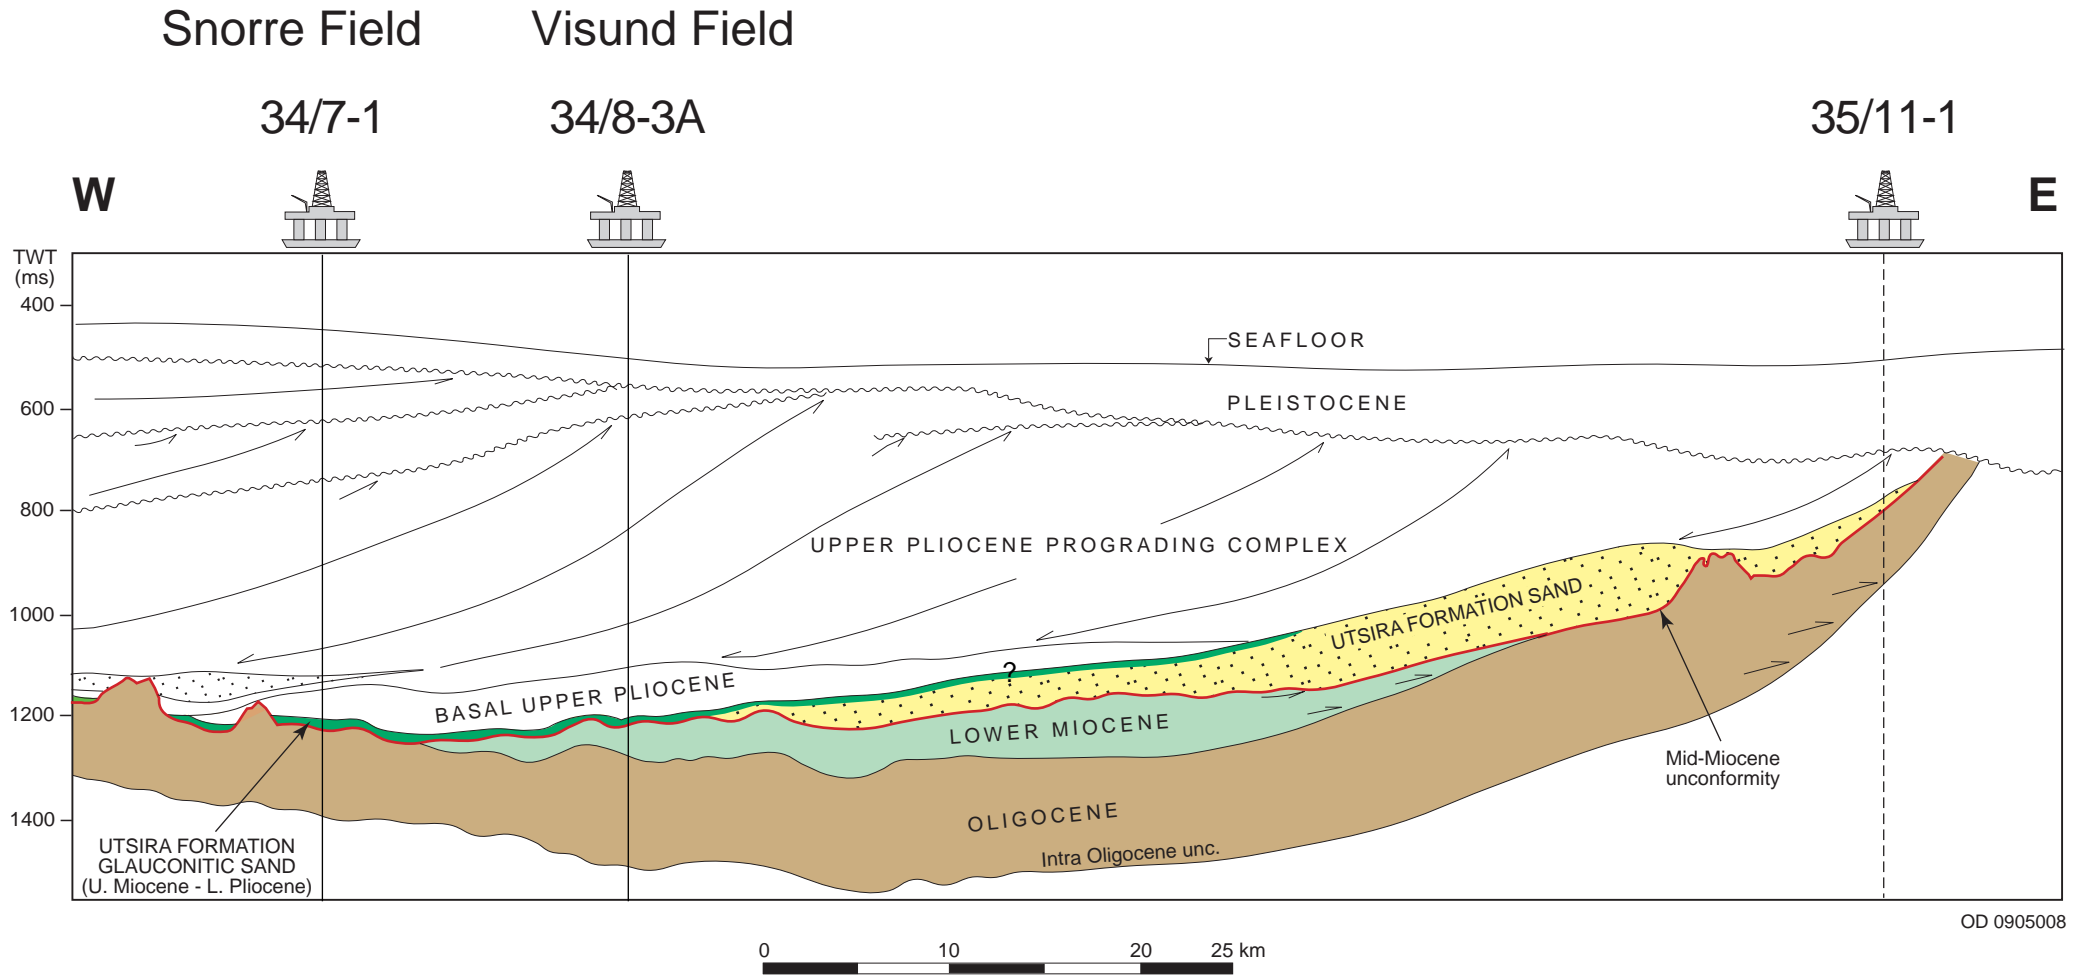 Snorre Field
Visund Field
34/7-1
34/8-3A
35/11-1
W
E
TWT
(ms)
400
600
800
1000
1200
1400
SEAFLOOR
PLEISTOCENE
UPPER PLIOCENE PROGRADING COMPLEX
UTSIRA FORMATION SAND
?
BASAL UPPER PLIOCENE
LOWER MIOCENE
Mid-Miocene
unconformity
OLIGOCENE
Intra Oligocene unc.
UTSIRA FORMATION
GLAUCONITIC SAND
(U. Miocene - L. Pliocene)
OD 0905008
0
10
20
25 km